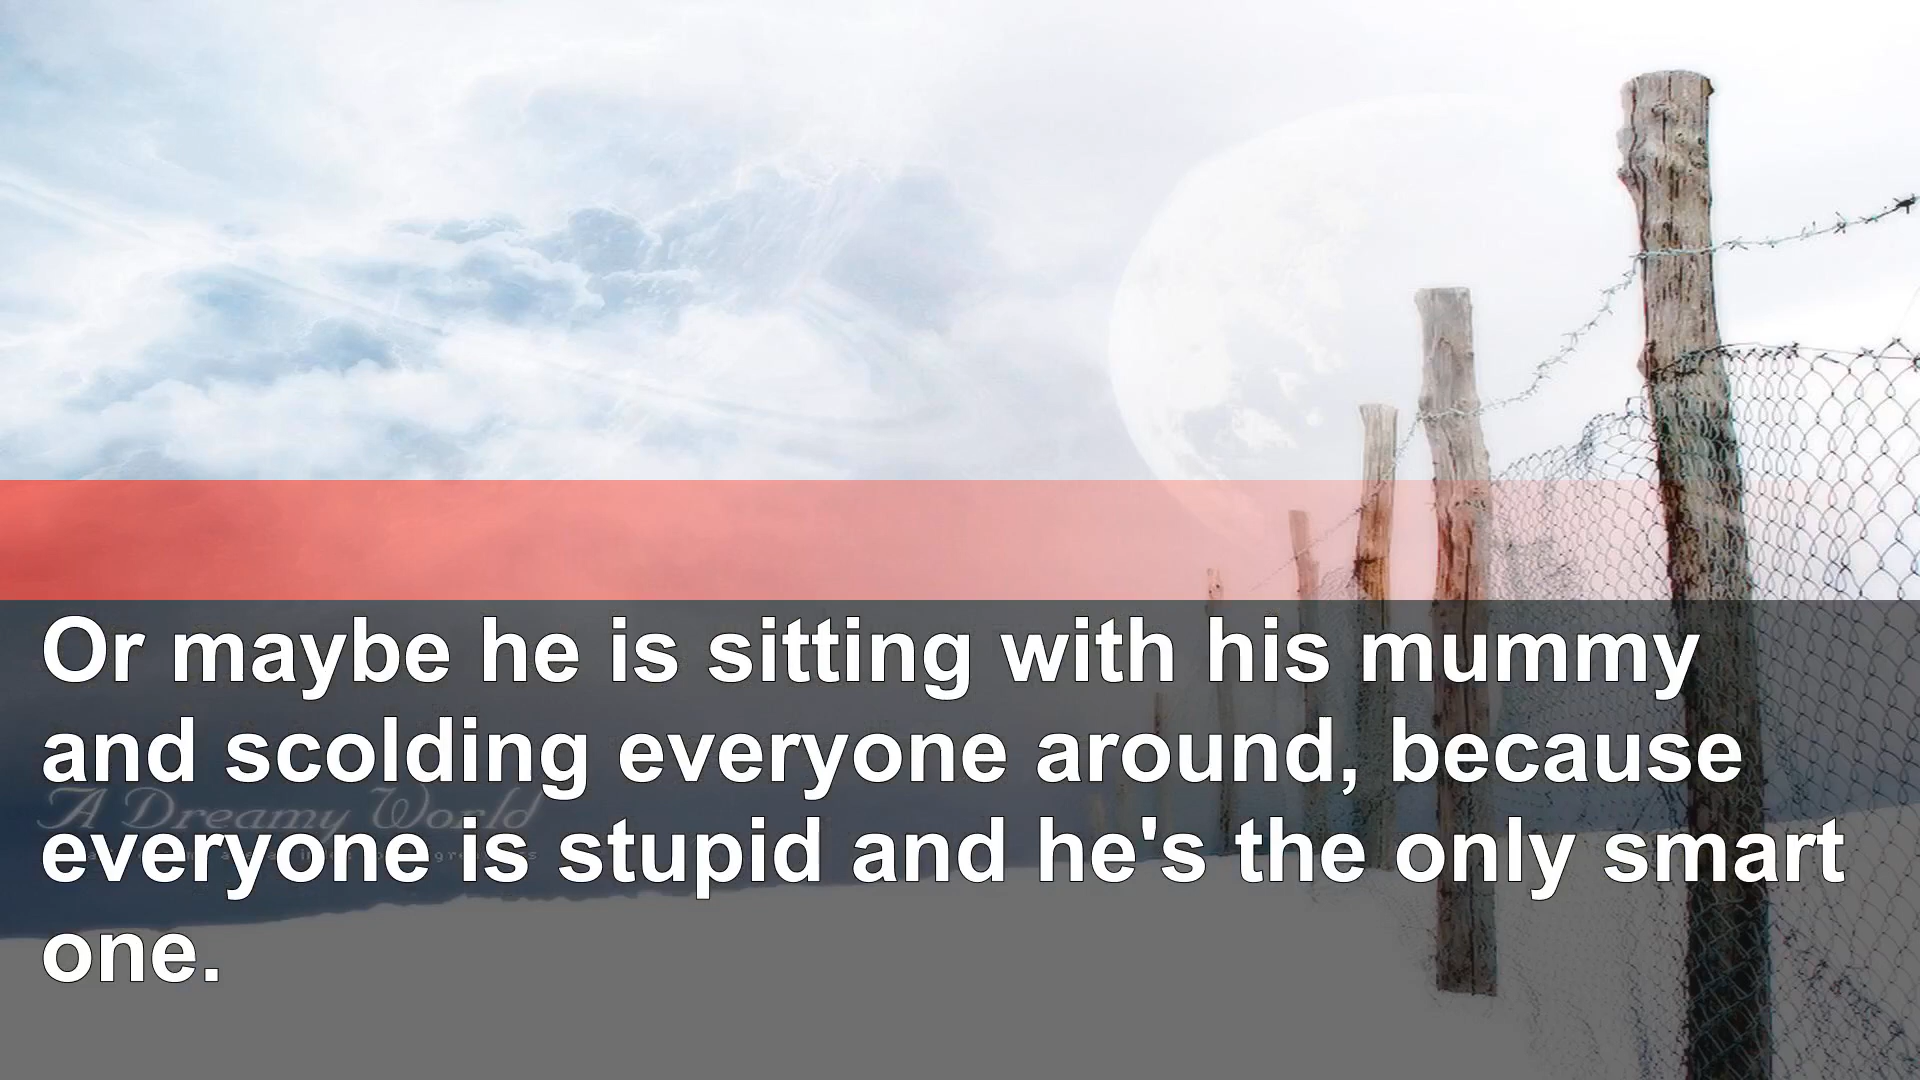 Or maybe he is sitting with his mummy
and scolding everyone around, because
A Dreamy World
everyone is stupid and he's the only smart
one.